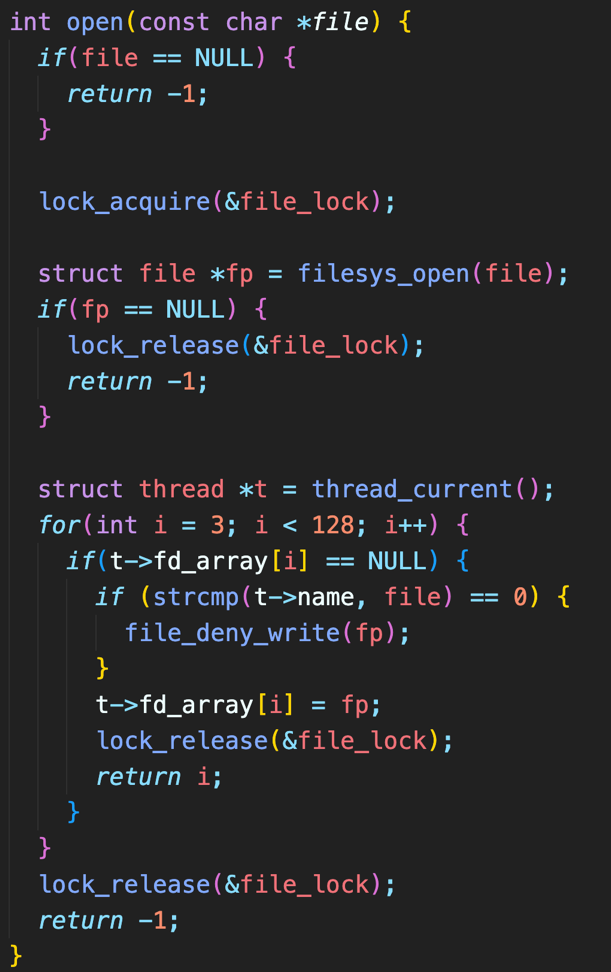 int open(const char *file) {
  if(file == NULL) {
    return -1;
  }

  lock_acquire(&file_lock);

  struct file *fp = filesys_open(file);
  if(fp == NULL) {
    lock_release(&file_lock);
    return -1;
  }

  struct thread *t = thread_current();
  for(int i = 3; i < 128; i++) {
    if(t->fd_array[i] == NULL) {
      if (strcmp(t->name, file) == 0) {
        file_deny_write(fp);
      }
      t->fd_array[i] = fp;
      lock_release(&file_lock);
      return i;
    }
  }
  lock_release(&file_lock);
  return -1;
}